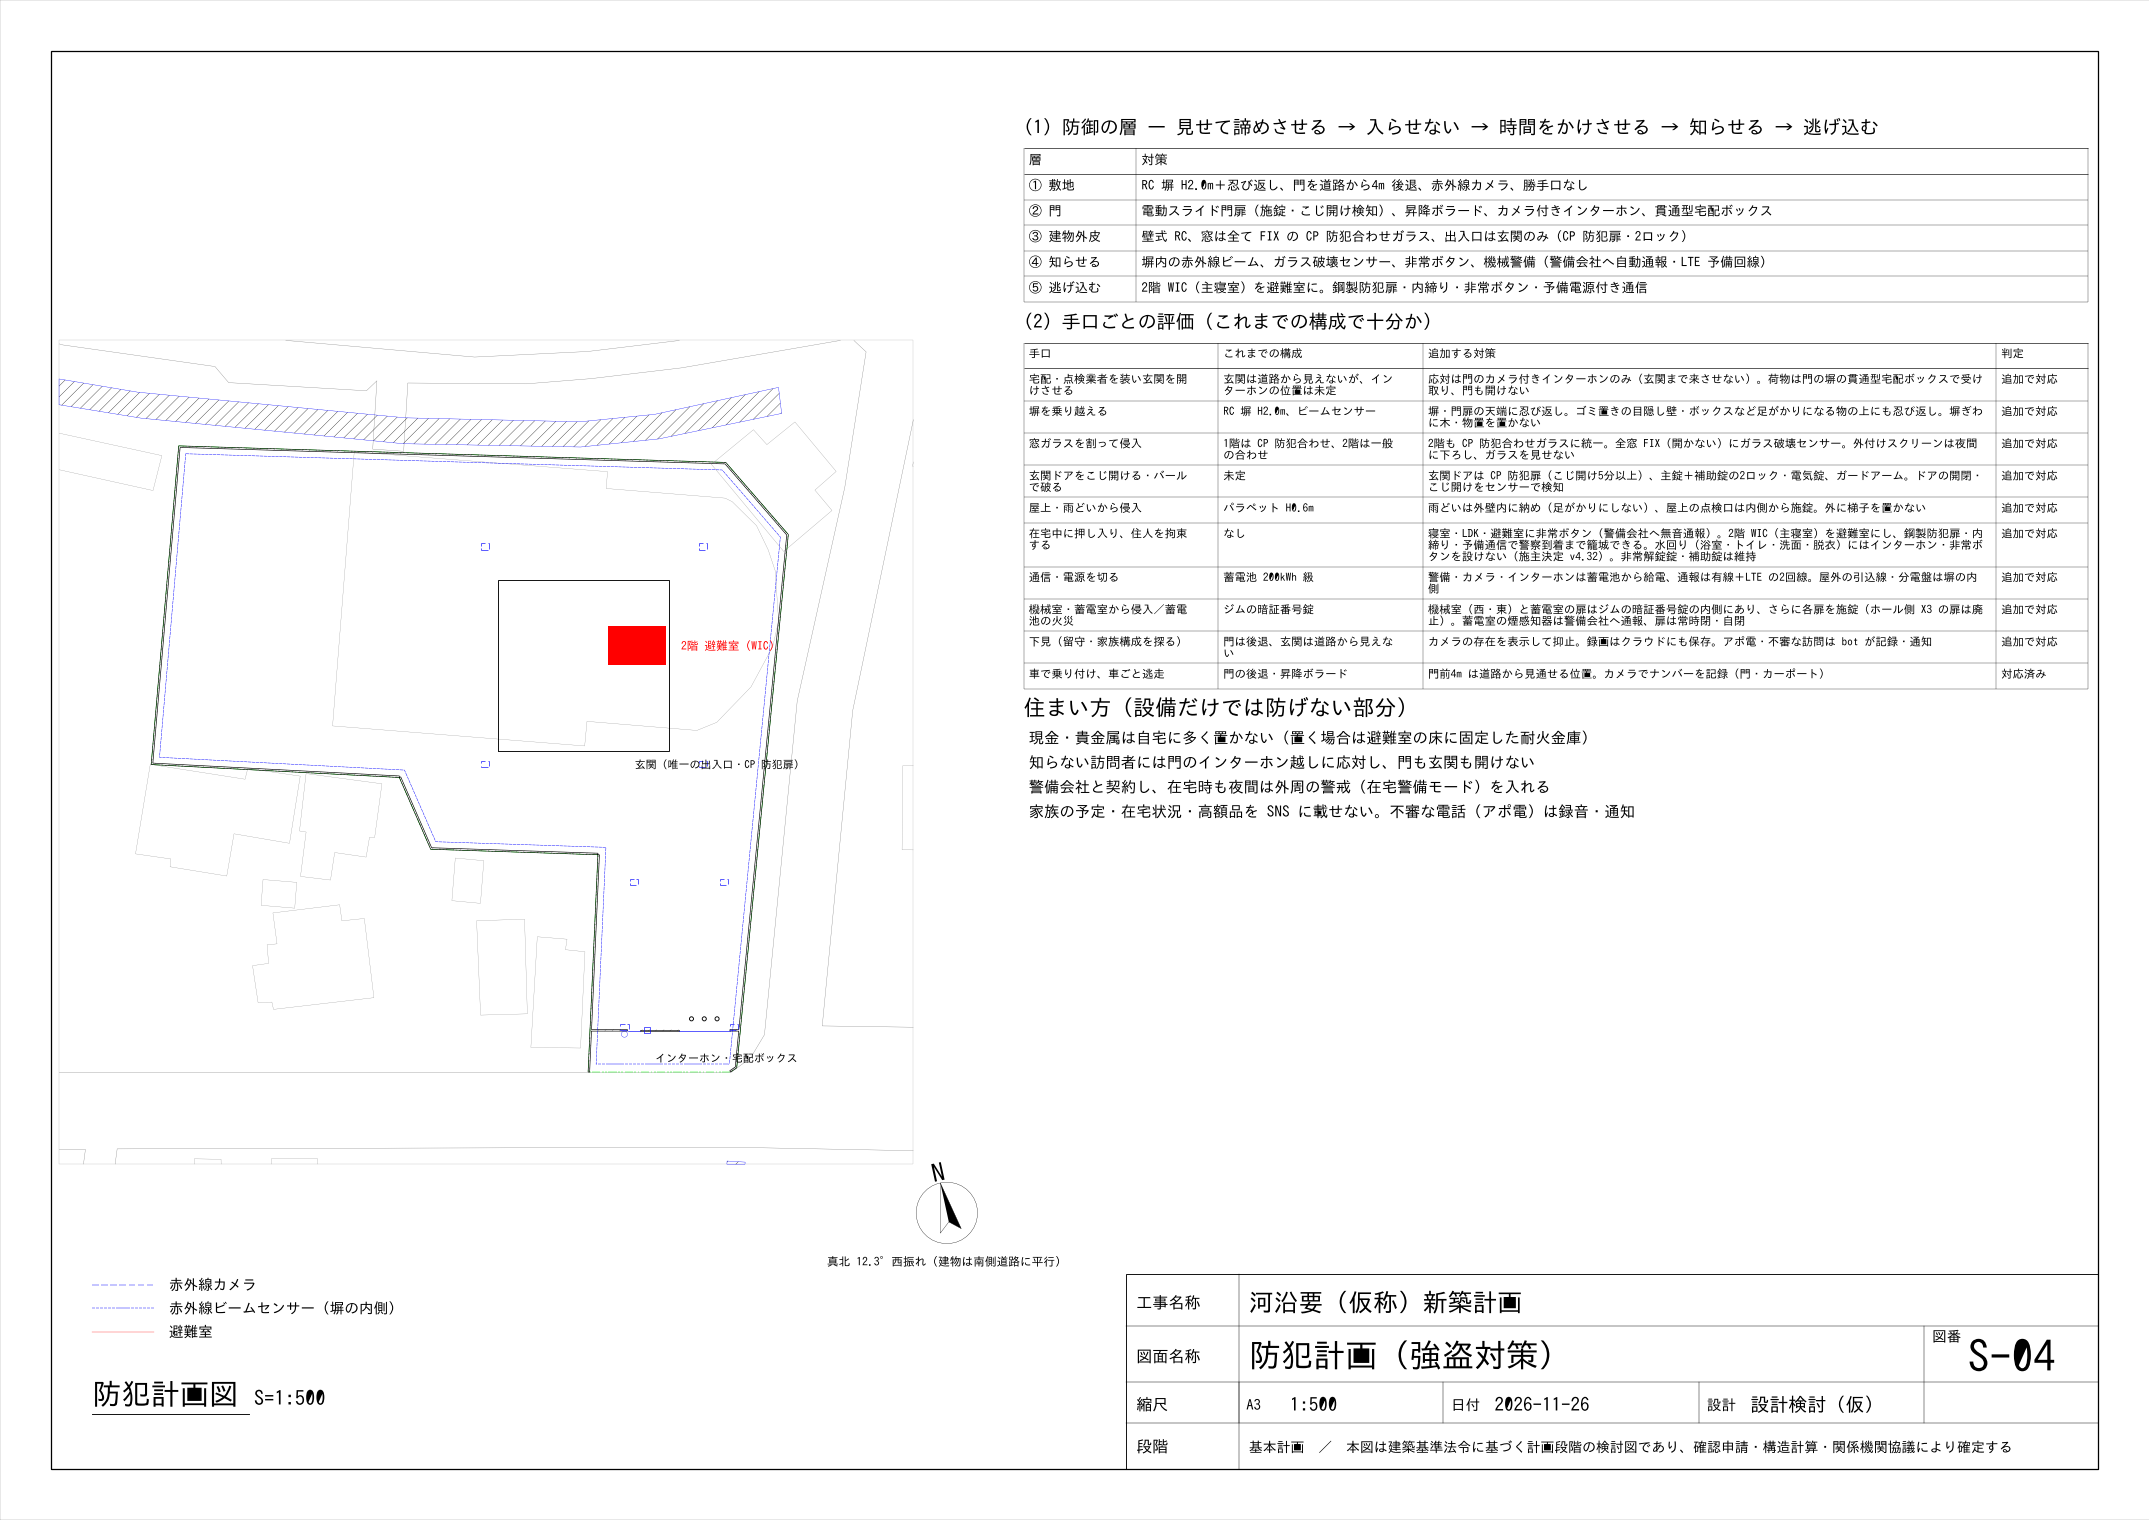 (1) 防御の層 ― 見せて諦めさせる → 入らせない → 時間をかけさせる → 知らせる → 逃げ込む
層 対策
① 敷地 RC 塀 H2.0m＋忍び返し、門を道路から4m 後退、赤外線カメラ、勝手口なし
② 門 電動スライド門扉（施錠・こじ開け検知）、昇降ボラード、カメラ付きインターホン、貫通型宅配ボックス
③ 建物外皮 壁式 RC、窓は全て FIX の CP 防犯合わせガラス、出入口は玄関のみ（CP 防犯扉・2ロック）
④ 知らせる 塀内の赤外線ビーム、ガラス破壊センサー、非常ボタン、機械警備（警備会社へ自動通報・LTE 予備回線）
⑤ 逃げ込む 2階 WIC（主寝室）を避難室に。鋼製防犯扉・内締り・非常ボタン・予備電源付き通信
(2) 手口ごとの評価（これまでの構成で十分か）
手口 これまでの構成 追加する対策 判定
宅配・点検業者を装い玄関を開けさせる 玄関は道路から見えないが、インターホンの位置は未定 応対は門のカメラ付きインターホンのみ（玄関まで来させない）。荷物は門の塀の貫通型宅配ボックスで受け取り、門も開けない 追加で対応
塀を乗り越える RC 塀 H2.0m、ビームセンサー 塀・門扉の天端に忍び返し。ゴミ置きの目隠し壁・ボックスなど足がかりになる物の上にも忍び返し。塀ぎわに木・物置を置かない 追加で対応
窓ガラスを割って侵入 1階は CP 防犯合わせ、2階は一般の合わせ 2階も CP 防犯合わせガラスに統一。全窓 FIX（開かない）にガラス破壊センサー。外付けスクリーンは夜間に下ろし、ガラスを見せない 追加で対応
玄関ドアをこじ開ける・バールで破る 未定 玄関ドアは CP 防犯扉（こじ開け5分以上）、主錠＋補助錠の2ロック・電気錠、ガードアーム。ドアの開閉・こじ開けをセンサーで検知 追加で対応
屋上・雨どいから侵入 パラペット H0.6m 雨どいは外壁内に納め（足がかりにしない）、屋上の点検口は内側から施錠。外に梯子を置かない 追加で対応
在宅中に押し入り、住人を拘束する なし 寝室・LDK・避難室に非常ボタン（警備会社へ無音通報）。2階 WIC（主寝室）を避難室にし、鋼製防犯扉・内締り・予備通信で警察到着まで籠城できる。水回り（浴室・トイレ・洗面・脱衣）にはインターホン・非常ボタンを設けない（施主決定 v4.32）。非常解錠錠・補助錠は維持 追加で対応
通信・電源を切る 蓄電池 200kWh 級 警備・カメラ・インターホンは蓄電池から給電、通報は有線＋LTE の2回線。屋外の引込線・分電盤は塀の内側 追加で対応
機械室・蓄電室から侵入／蓄電池の火災 ジムの暗証番号錠 機械室（西・東）と蓄電室の扉はジムの暗証番号錠の内側にあり、さらに各扉を施錠（ホール側 X3 の扉は廃止）。蓄電室の煙感知器は警備会社へ通報、扉は常時閉・自閉 追加で対応
下見（留守・家族構成を探る） 門は後退、玄関は道路から見えない カメラの存在を表示して抑止。録画はクラウドにも保存。アポ電・不審な訪問は bot が記録・通知 追加で対応
車で乗り付け、車ごと逃走 門の後退・昇降ボラード 門前4m は道路から見通せる位置。カメラでナンバーを記録（門・カーポート） 対応済み
住まい方（設備だけでは防げない部分）
現金・貴金属は自宅に多く置かない（置く場合は避難室の床に固定した耐火金庫）
知らない訪問者には門のインターホン越しに応対し、門も玄関も開けない
警備会社と契約し、在宅時も夜間は外周の警戒（在宅警備モード）を入れる
家族の予定・在宅状況・高額品を SNS に載せない。不審な電話（アポ電）は録音・通知
2階 避難室（WIC）
玄関（唯一の出入口・CP 防犯扉）
インターホン・宅配ボックス
N
真北 12.3° 西振れ（建物は南側道路に平行）
赤外線カメラ
赤外線ビームセンサー（塀の内側）
避難室
防犯計画図 S=1:500
工事名称 河沿要（仮称）新築計画
図面名称 防犯計画（強盗対策） 図番 S-04
縮尺 A3 1:500 日付 2026-11-26 設計 設計検討（仮）
段階 基本計画 ／ 本図は建築基準法令に基づく計画段階の検討図であり、確認申請・構造計算・関係機関協議により確定する